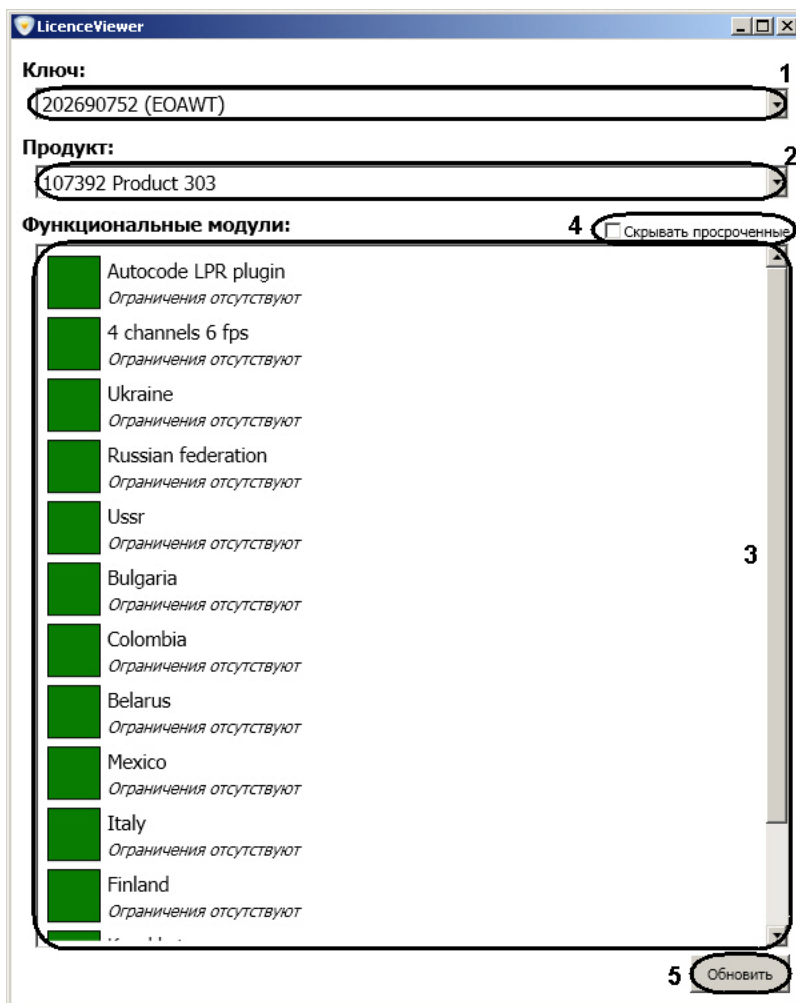 LicenceViewer
Ключ:
1
202690752 (EOAWT)
Продукт:
2
107392 Product 303
Функциональные модули:
4
Скрывать просроченные
Autocode LPR plugin
Ограничения отсутствуют
4 channels 6 fps
Ограничения отсутствуют
Ukraine
Ограничения отсутствуют
Russian federation
Ограничения отсутствуют
Ussr
Ограничения отсутствуют
3
Bulgaria
Ограничения отсутствуют
Colombia
Ограничения отсутствуют
Belarus
Ограничения отсутствуют
Mexico
Ограничения отсутствуют
Italy
Ограничения отсутствуют
Finland
Ограничения отсутствуют
5
Обновить